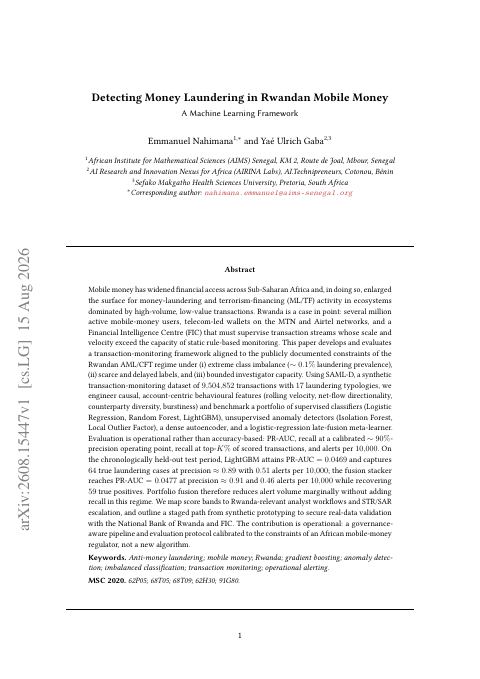 Detecting Money Laundering in Rwandan Mobile Money
A Machine Learning Framework
Emmanuel Nahimana1,* and Yaé Ulrich Gaba2,3
1African Institute for Mathematical Sciences (AIMS) Senegal, KM 2, Route de Joal, Mbour, Senegal
2AI Research and Innovation Nexus for Africa (AIRINA Labs), AI.Technipreneurs, Cotonou, Bénin
3Sefako Makgatho Health Sciences University, Pretoria, South Africa
*Corresponding author: nahimana.emmanuel@aims-senegal.org
arXiv:2608.15447v1 [cs.LG] 15 Aug 2026
Abstract
Mobile money has widened financial access across Sub-Saharan Africa and, in doing so, enlarged
the surface for money-laundering and terrorism-financing (ML/TF) activity in ecosystems
dominated by high-volume, low-value transactions. Rwanda is a case in point: several million
active mobile-money users, telecom-led wallets on the MTN and Airtel networks, and a
Financial Intelligence Centre (FIC) that must supervise transaction streams whose scale and
velocity exceed the capacity of static rule-based monitoring. This paper develops and evaluates
a transaction-monitoring framework aligned to the publicly documented constraints of the
Rwandan AML/CFT regime under (i) extreme class imbalance (∼ 0.1% laundering prevalence),
(ii) scarce and delayed labels, and (iii) bounded investigator capacity. Using SAML-D, a synthetic
transaction-monitoring dataset of 9,504,852 transactions with 17 laundering typologies, we
engineer causal, account-centric behavioural features (rolling velocity, net-flow directionality,
counterparty diversity, burstiness) and benchmark a portfolio of supervised classifiers (Logistic
Regression, Random Forest, LightGBM), unsupervised anomaly detectors (Isolation Forest,
Local Outlier Factor), a dense autoencoder, and a logistic-regression late-fusion meta-learner.
Evaluation is operational rather than accuracy-based: PR-AUC, recall at a calibrated ∼ 90%-
precision operating point, recall at top-K% of scored transactions, and alerts per 10,000. On
the chronologically held-out test period, LightGBM attains PR-AUC = 0.0469 and captures
64 true laundering cases at precision ≈ 0.89 with 0.51 alerts per 10,000; the fusion stacker
reaches PR-AUC = 0.0477 at precision ≈ 0.91 and 0.46 alerts per 10,000 while recovering
59 true positives. Portfolio fusion therefore reduces alert volume marginally without adding
recall in this regime. We map score bands to Rwanda-relevant analyst workflows and STR/SAR
escalation, and outline a staged path from synthetic prototyping to secure real-data validation
with the National Bank of Rwanda and FIC. The contribution is operational: a governance-
aware pipeline and evaluation protocol calibrated to the constraints of an African mobile-money
regulator, not a new algorithm.
Keywords. Anti-money laundering; mobile money; Rwanda; gradient boosting; anomaly detec-
tion; imbalanced classification; transaction monitoring; operational alerting.
MSC 2020. 62P05; 68T05; 68T09; 62H30; 91G80.
1